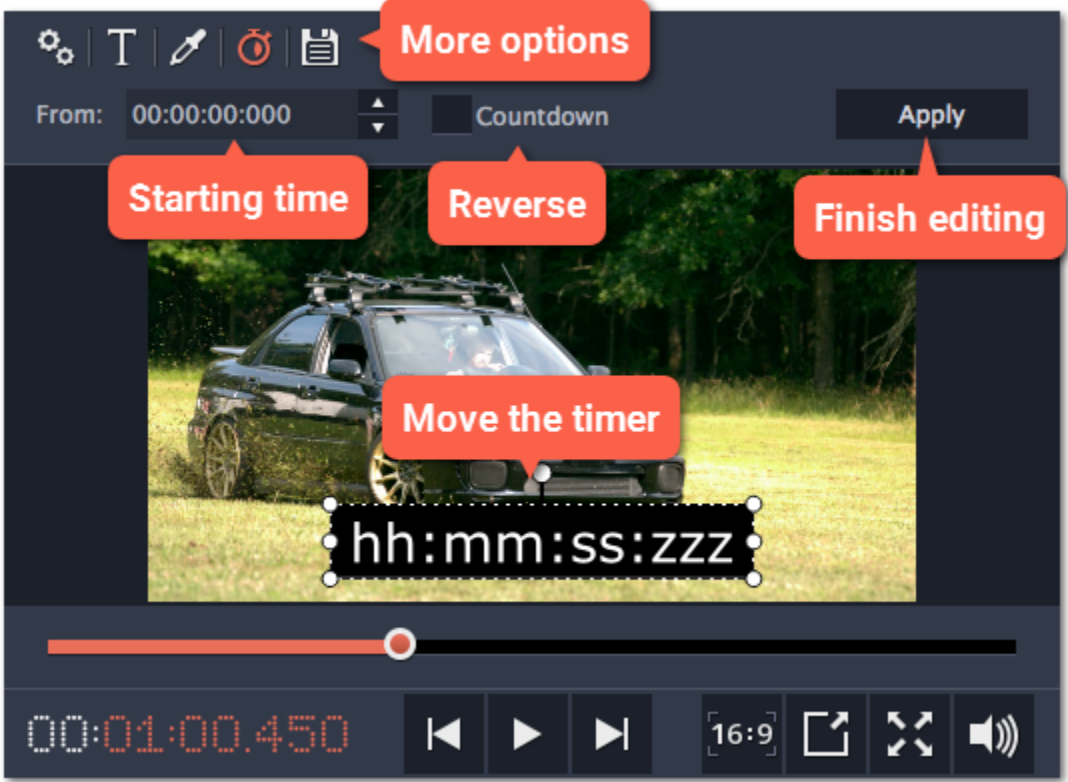 T
More options
From: 00:00:00:000
Countdown
Apply
Starting time
Reverse
Finish editing
Move the timer
hh:mm:ss:zzz
00:01:00.450
16:9